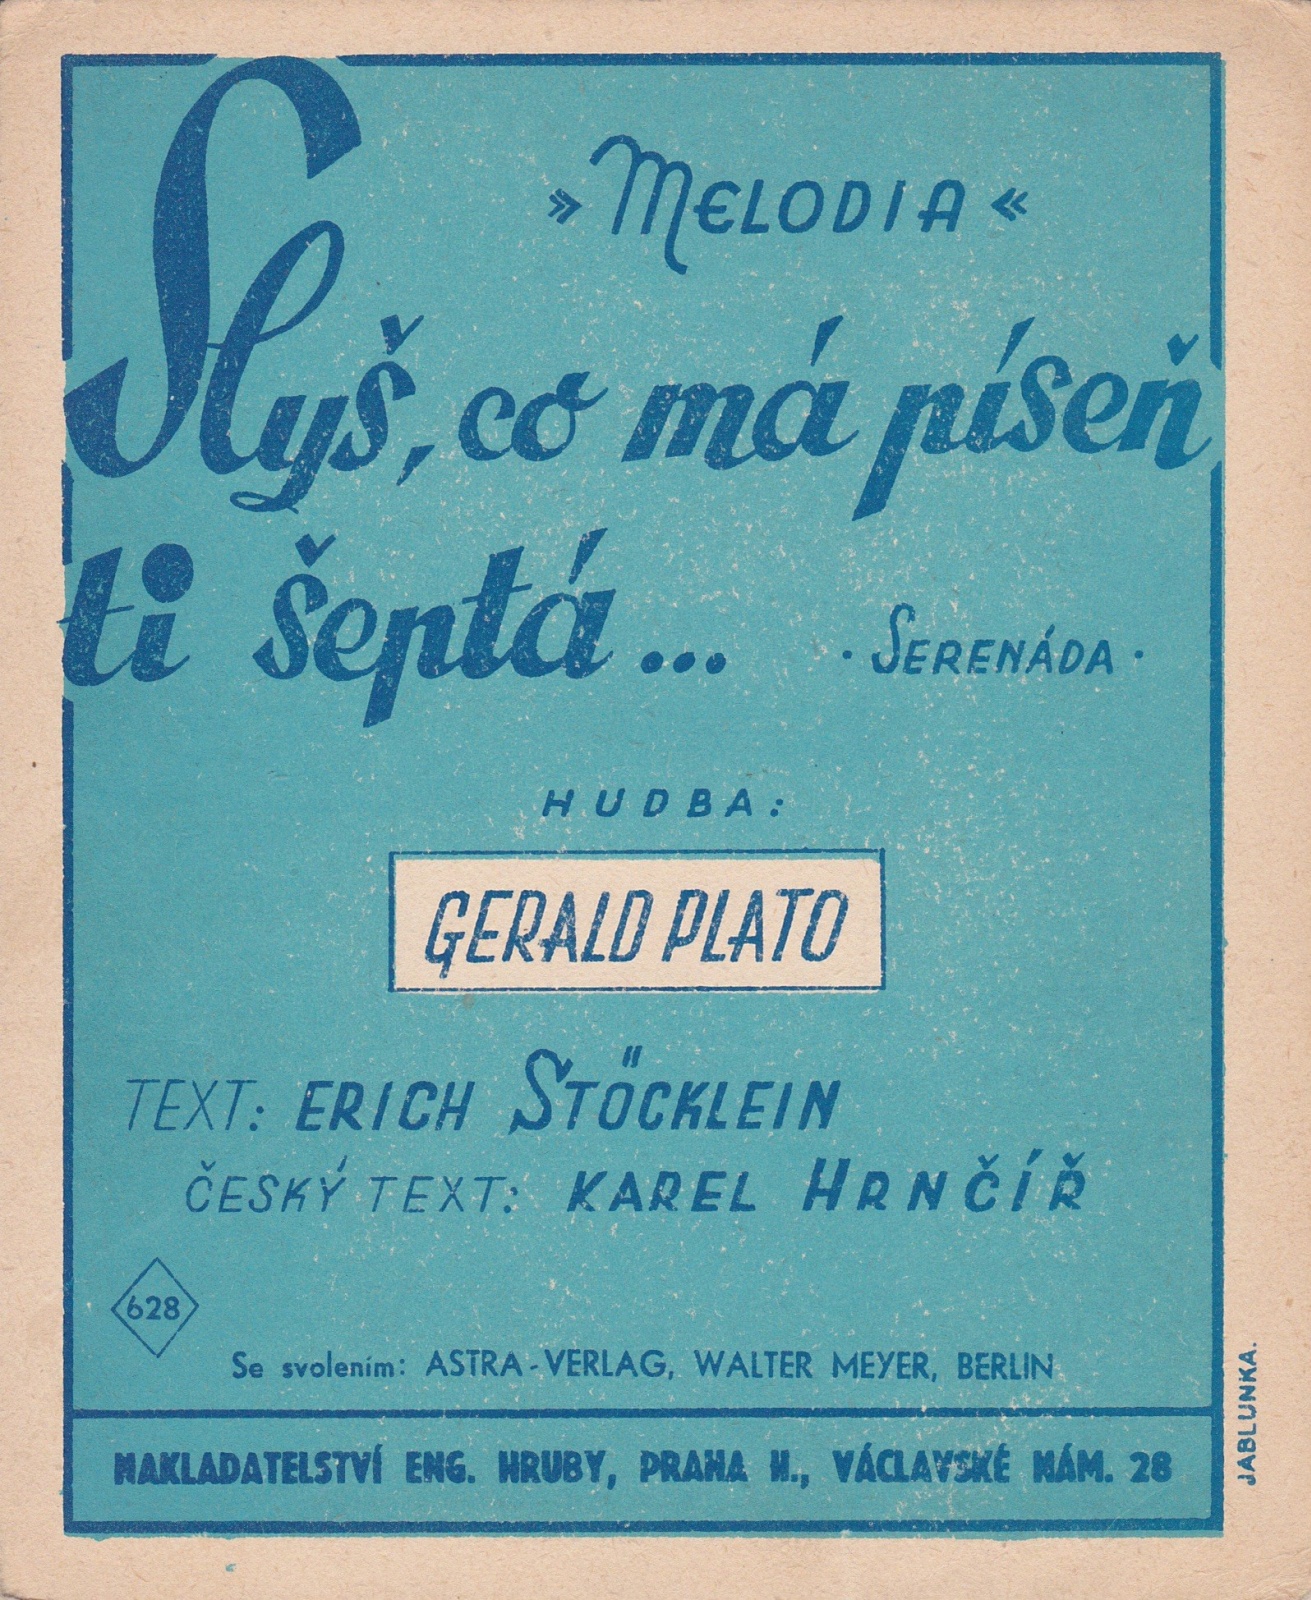 » MELODIA «
Slyš, co má píseň
ti šeptá...
· SERENÁDA ·
HUDBA:
GERALD PLATO
TEXT: ERICH STÖCKLEIN
ČESKÝ TEXT: KAREL HRNČÍŘ
628
Se svolením: ASTRA-VERLAG, WALTER MEYER, BERLIN
NAKLADATELSTVÍ ENG. HRUBY, PRAHA II., VÁCLAVSKÉ NÁM. 28
JABLUNKA.